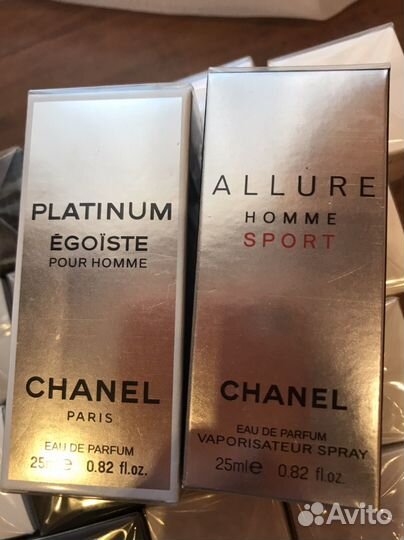 PLATINUM
ÉGOÏSTE
POUR HOMME
CHANEL
PARIS
EAU DE PARFUM
25ml e 0.82 fl.oz.
ALLURE
HOMME
SPORT
CHANEL
EAU DE PARFUM
VAPORISATEUR SPRAY
25ml e 0.82 fl.oz.
Avito